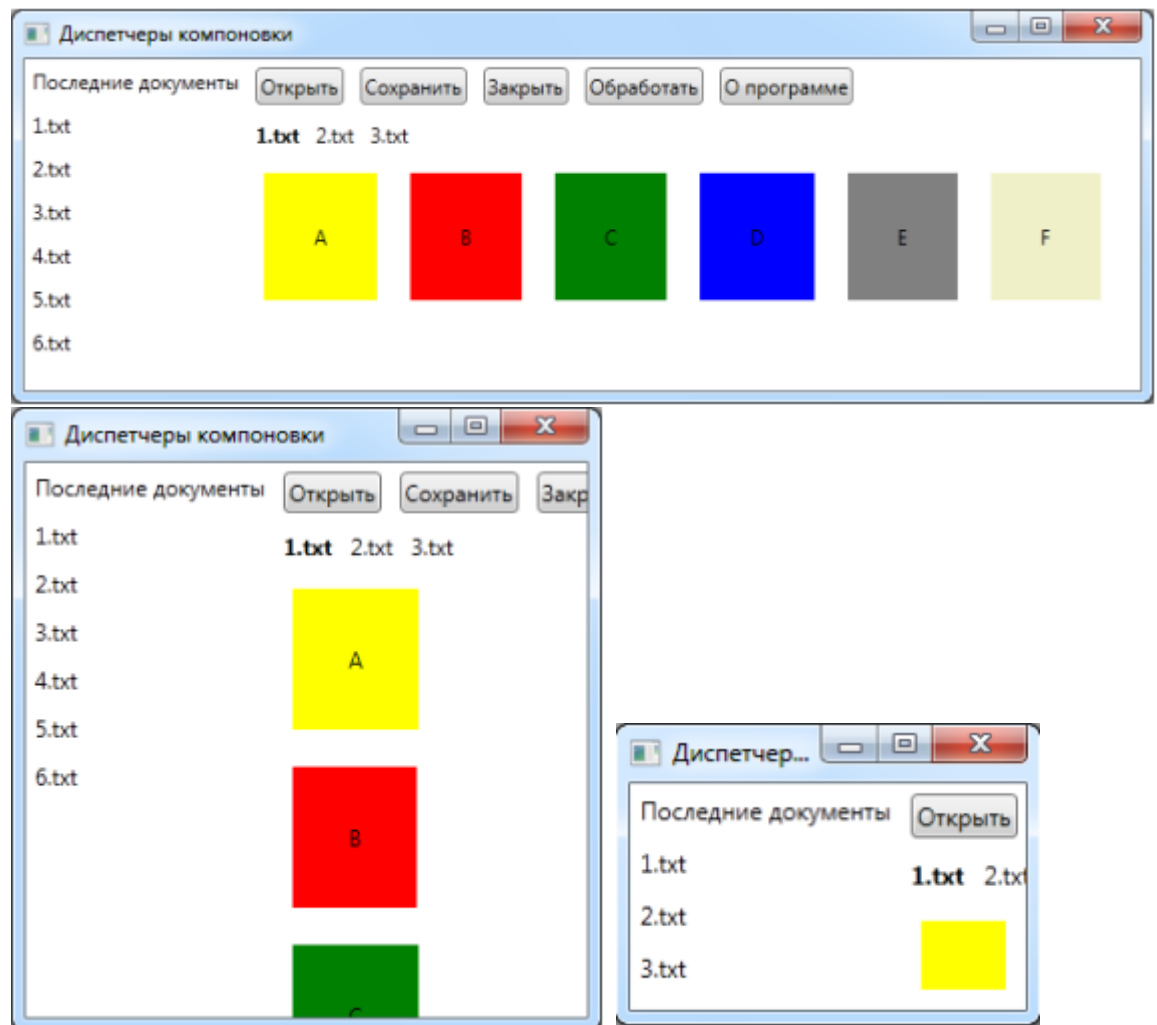 Диспетчеры компоновки
Последние документы Открыть Сохранить Закрыть Обработать О программе
1.txt 1.txt 2.txt 3.txt
2.txt
3.txt
4.txt A B C D E F
5.txt
6.txt
Диспетчеры компоновки
Последние документы Открыть Сохранить Закр
1.txt 1.txt 2.txt 3.txt
2.txt
3.txt
4.txt A
5.txt
6.txt
B
C
Диспетчер...
Последние документы Открыть
1.txt 1.txt 2.txt
2.txt
3.txt